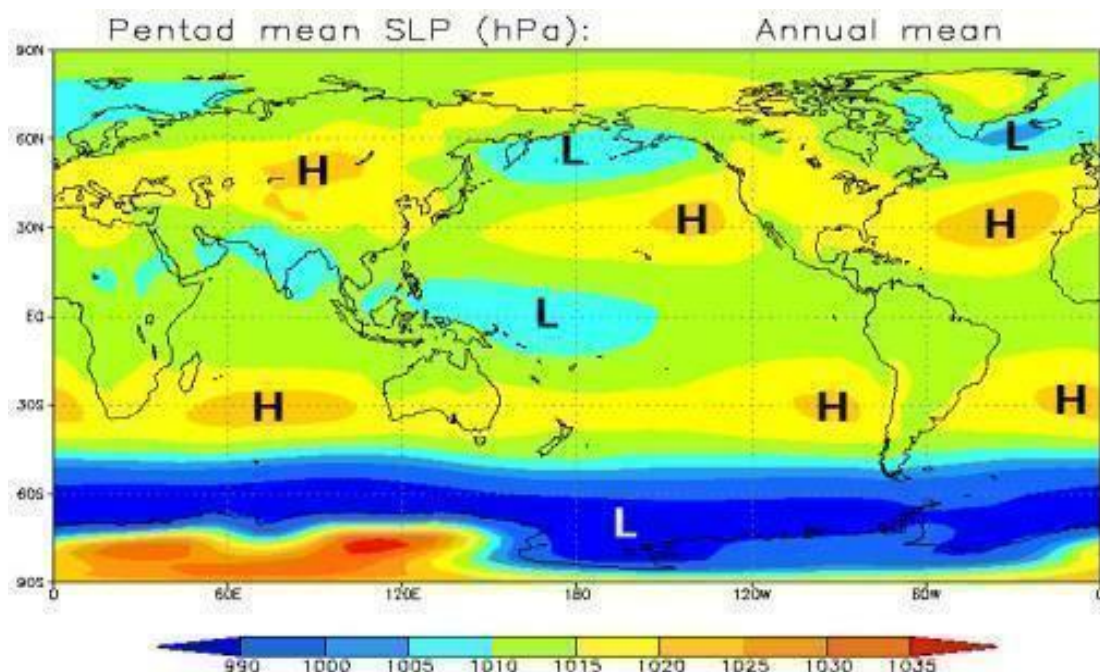 Pentad mean SLP (hPa): Annual mean
90N
60N
L
L
H
H
H
30N
L
EQ
H
H
H
30S
60S
L
90S
0 60E 120E 180 120W 60W 0
990 1000 1005 1010 1015 1020 1025 1030 1035